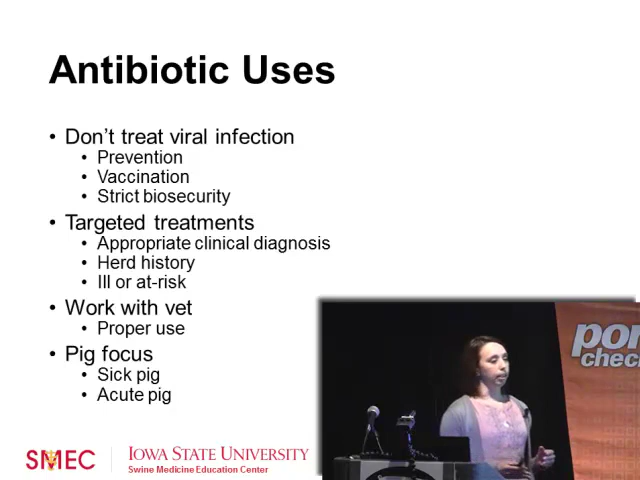 Antibiotic Uses
• Don't treat viral infection
• Prevention
• Vaccination
• Strict biosecurity
• Targeted treatments
• Appropriate clinical diagnosis
• Herd history
• Ill or at-risk
• Work with vet
• Proper use
• Pig focus
• Sick pig
• Acute pig
por
check
SMEC
IOWA STATE UNIVERSITY
Swine Medicine Education Center